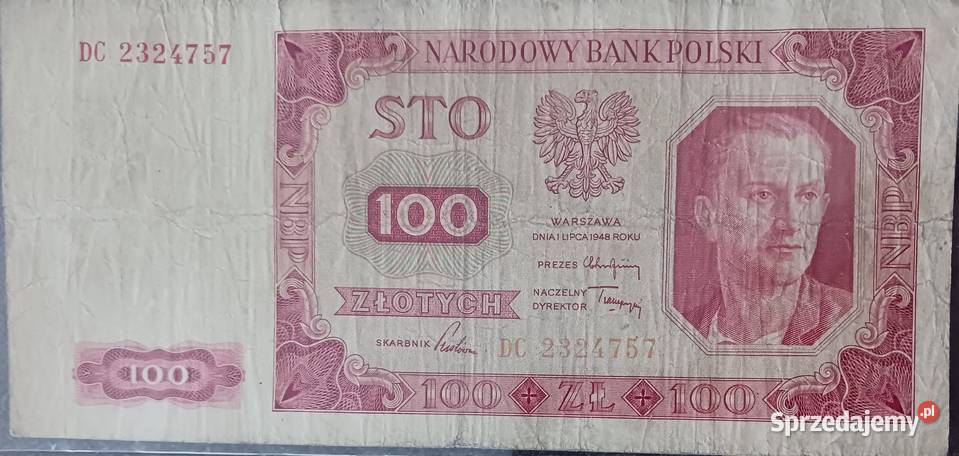 DC 2324757
NARODOWY BANK POLSKI
STO
100
ZŁOTYCH
WARSZAWA
DNIA 1 LIPCA 1948 ROKU
PREZES
NACZELNY
DYREKTOR
SKARBNIK
DC 2324757
NBP
NBP
100
100 + ZŁ + 100
Sprzedajemy.pl